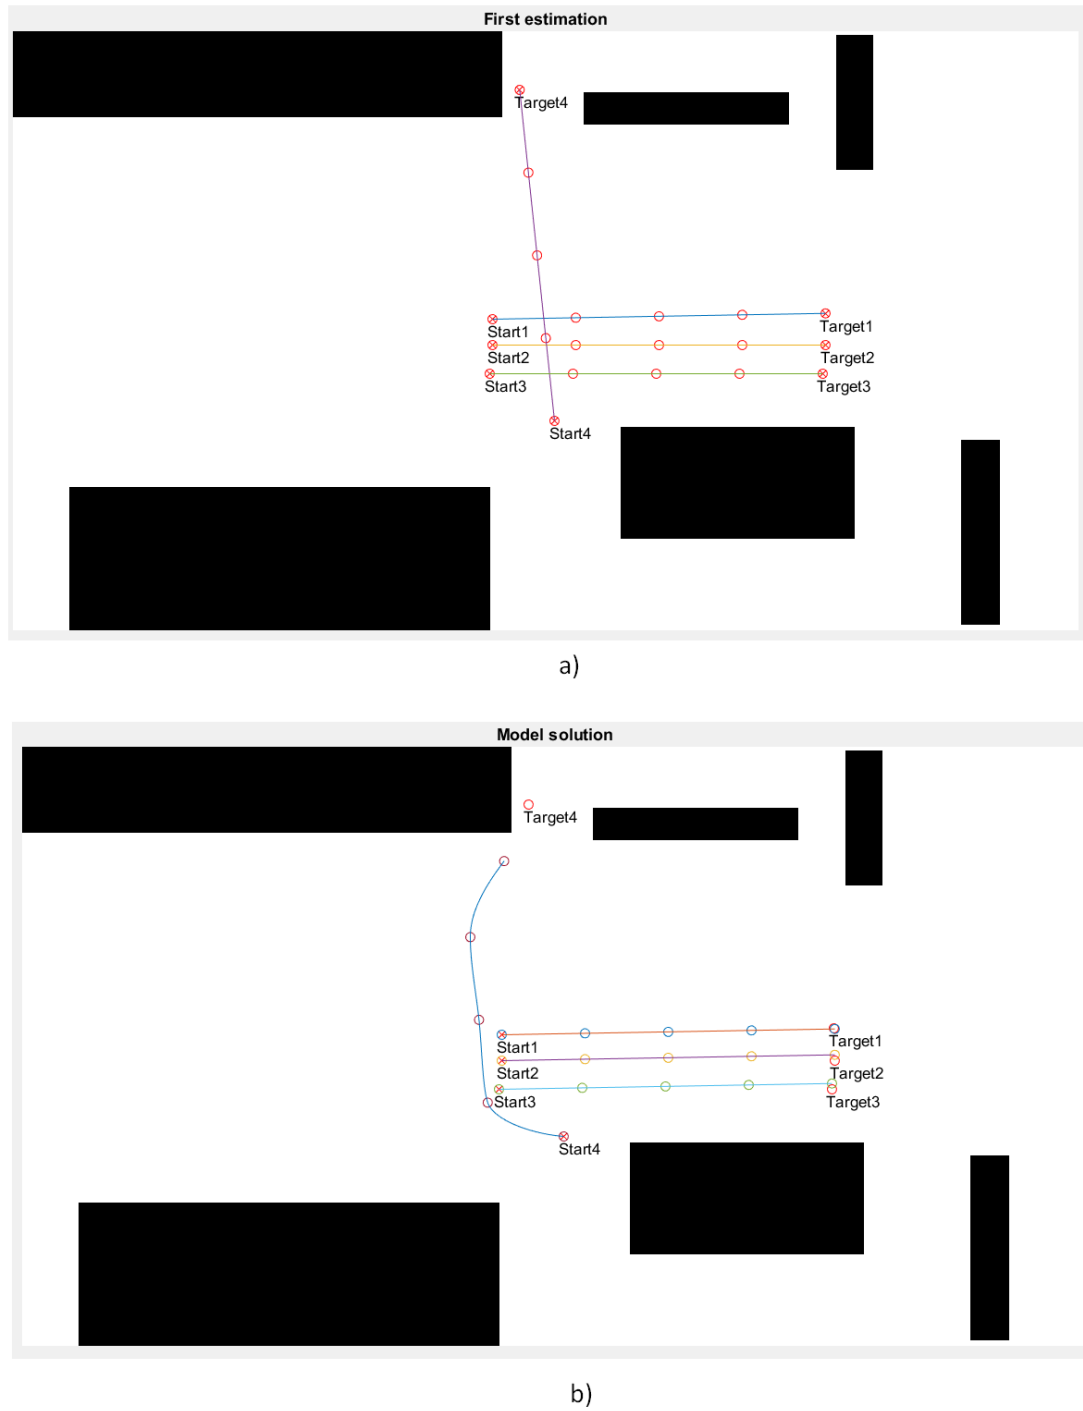 First estimation
Target4
Start1
Target1
Start2
Target2
Start3
Target3
Start4
a)
Model solution
Target4
Start1
Target1
Start2
Target2
Start3
Target3
Start4
b)